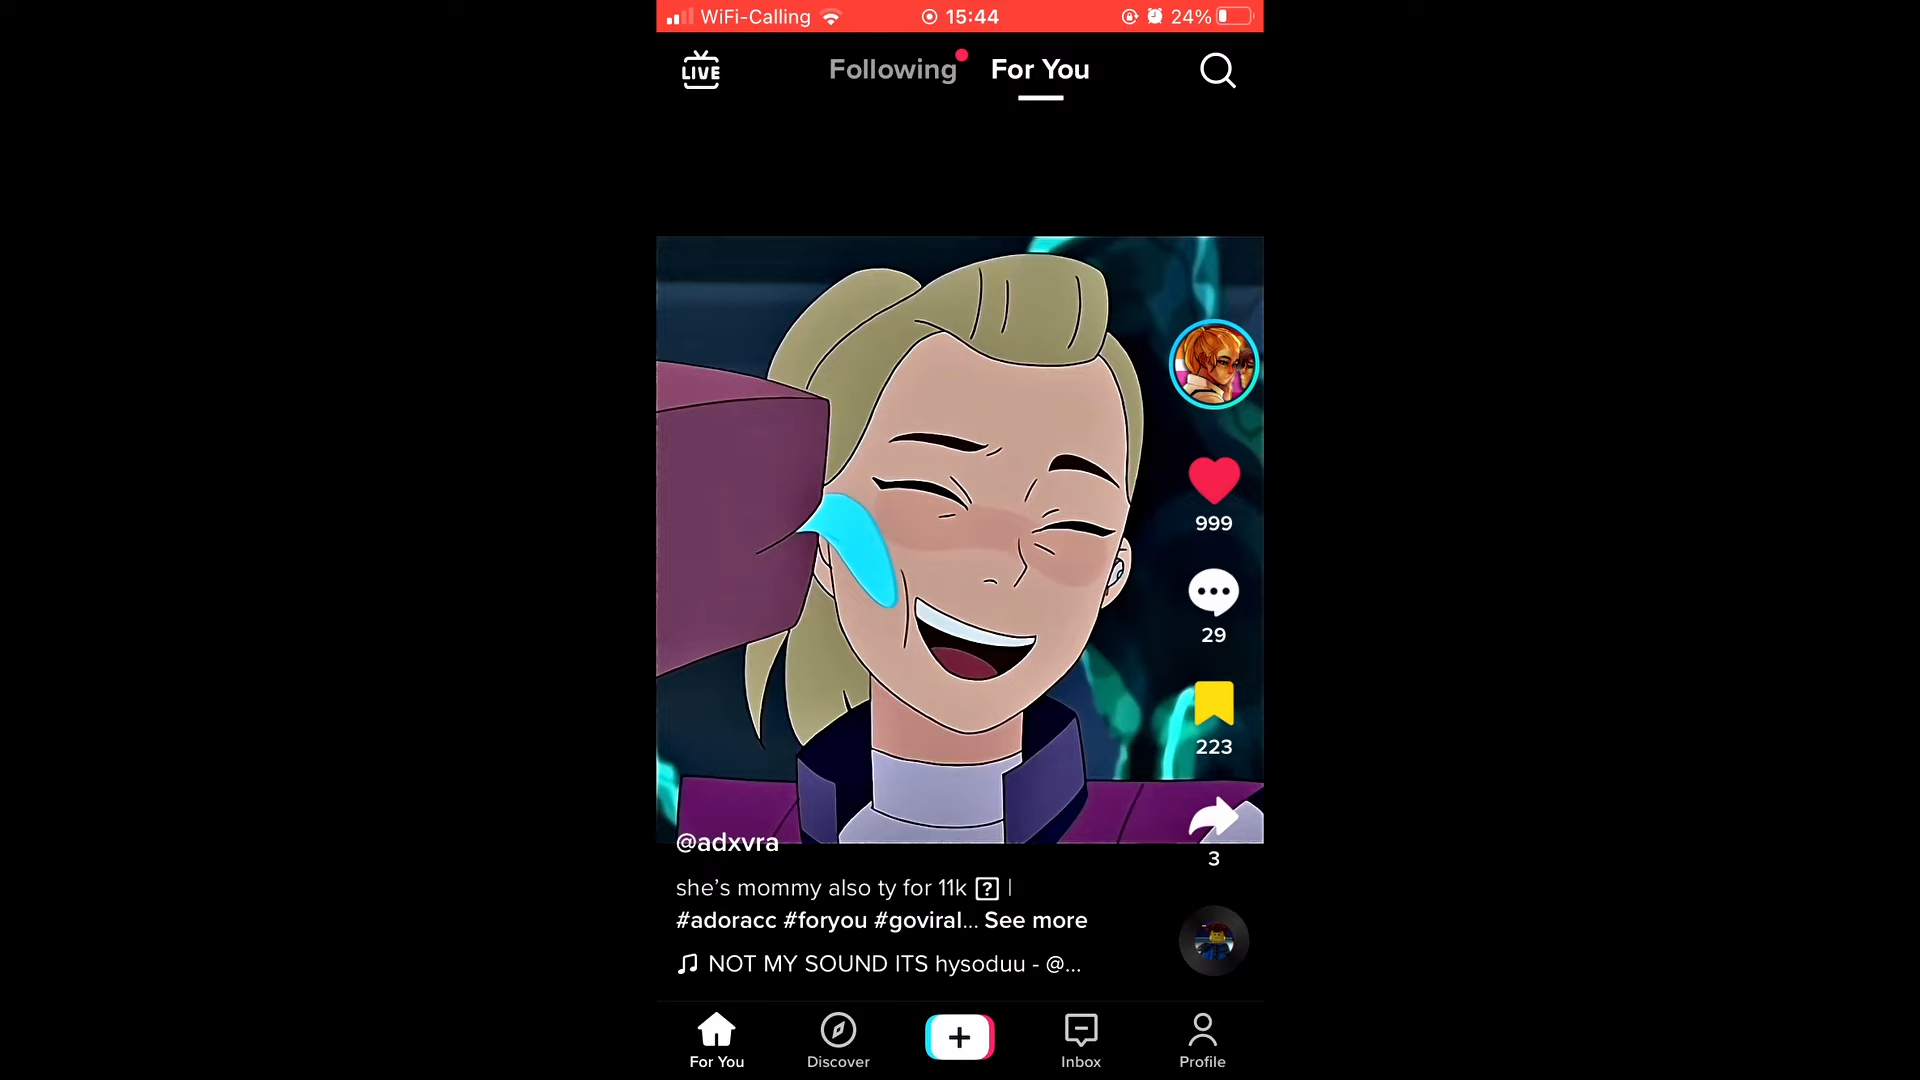 WiFi-Calling 15:44 24%
LIVE Following For You
999
29
223
3
@adxvra
she’s mommy also ty for 11k ⍰ |
#adoracc #foryou #goviral... See more
NOT MY SOUND ITS hysoduu - @...
For You Discover Inbox Profile